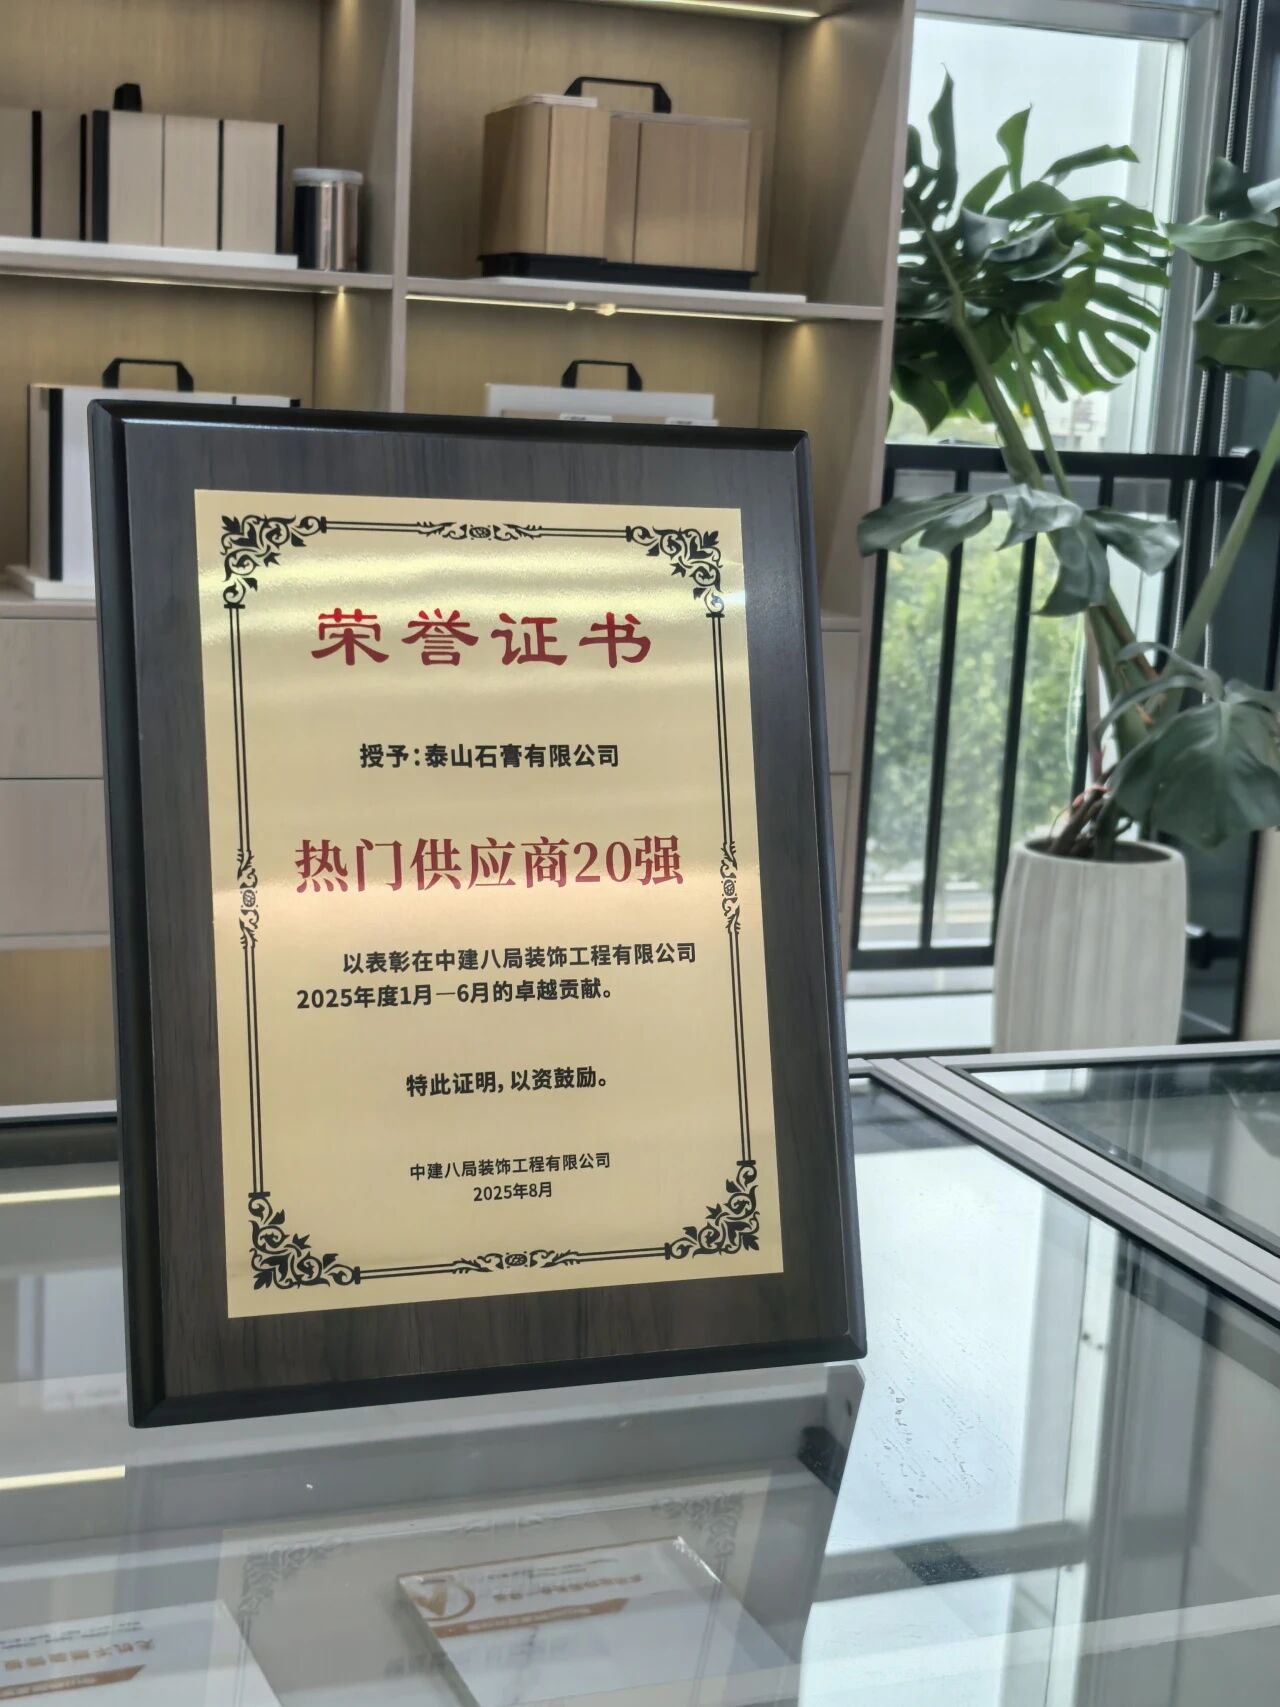 荣誉证书
授予：泰山石膏有限公司
热门供应商20强
以表彰在中建八局装饰工程有限公司
2025年度1月—6月的卓越贡献。
特此证明，以资鼓励。
中建八局装饰工程有限公司
2025年8月